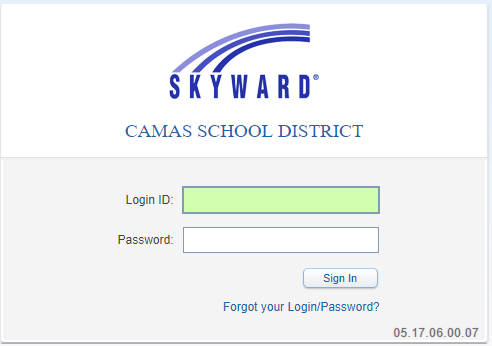 SKYWARD®
CAMAS SCHOOL DISTRICT
Login ID:
Password:
Sign In
Forgot your Login/Password?
05.17.06.00.07